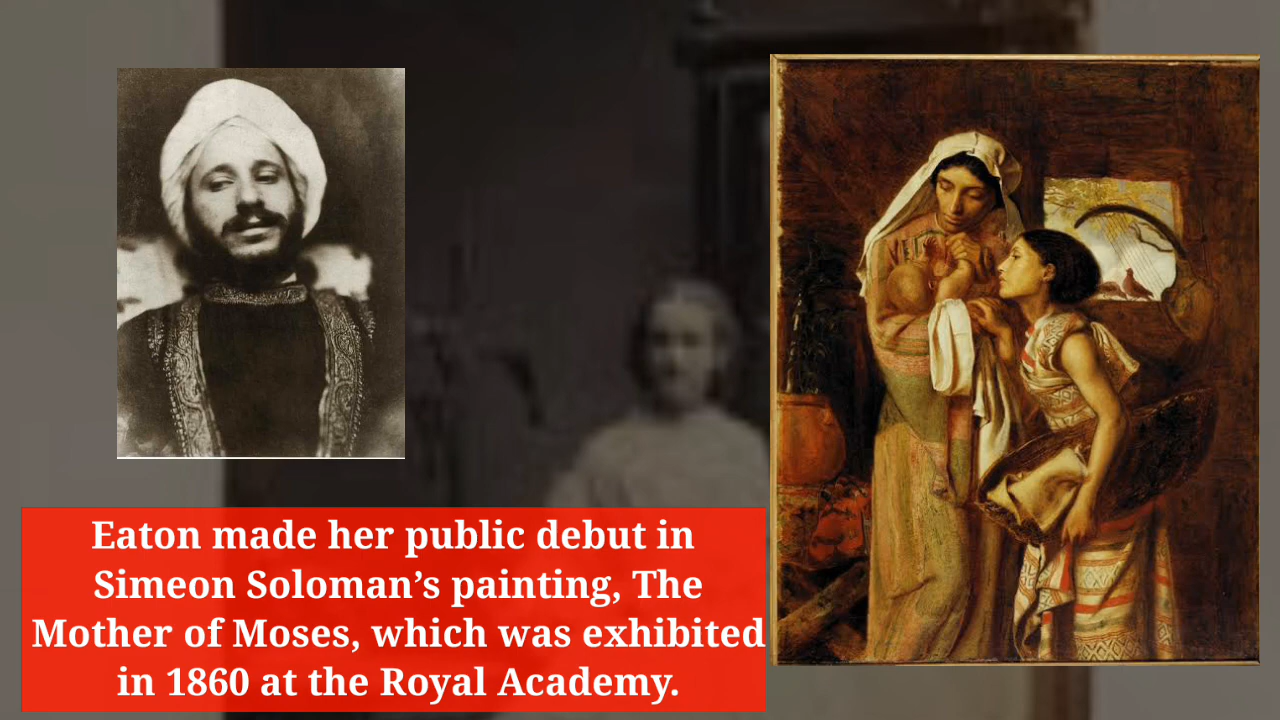 Eaton made her public debut in
Simeon Soloman’s painting, The
Mother of Moses, which was exhibited
in 1860 at the Royal Academy.